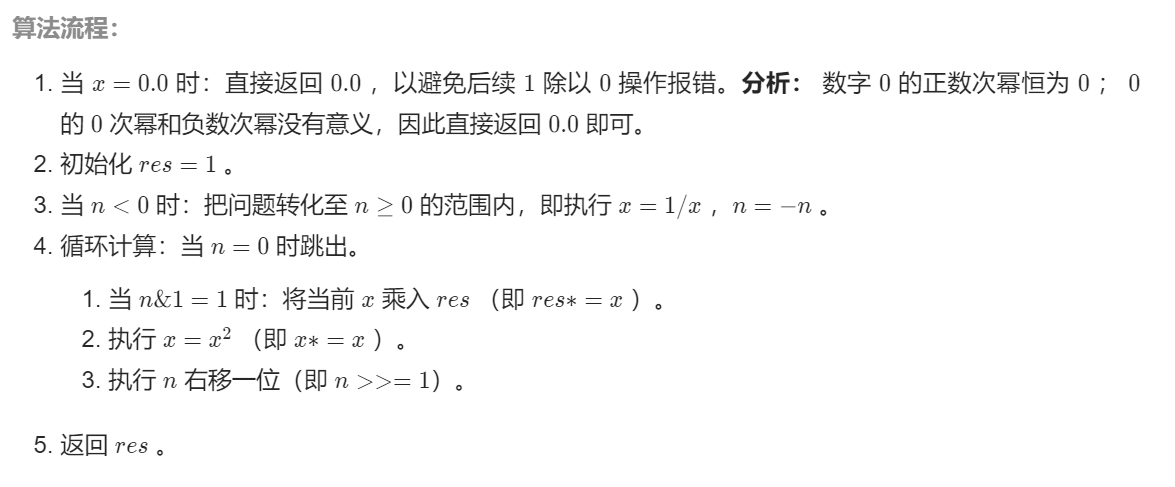 算法流程：
1. 当 x = 0.0 时：直接返回 0.0 ，以避免后续 1 除以 0 操作报错。分析： 数字 0 的正数次幂恒为 0 ； 0
的 0 次幂和负数次幂没有意义，因此直接返回 0.0 即可。
2. 初始化 res = 1 。
3. 当 n < 0 时：把问题转化至 n ≥ 0 的范围内，即执行 x = 1/x ，n = −n 。
4. 循环计算：当 n = 0 时跳出。
1. 当 n&1 = 1 时：将当前 x 乘入 res （即 res∗ = x ）。
2. 执行 x = x² （即 x∗ = x ）。
3. 执行 n 右移一位（即 n >>= 1）。
5. 返回 res 。